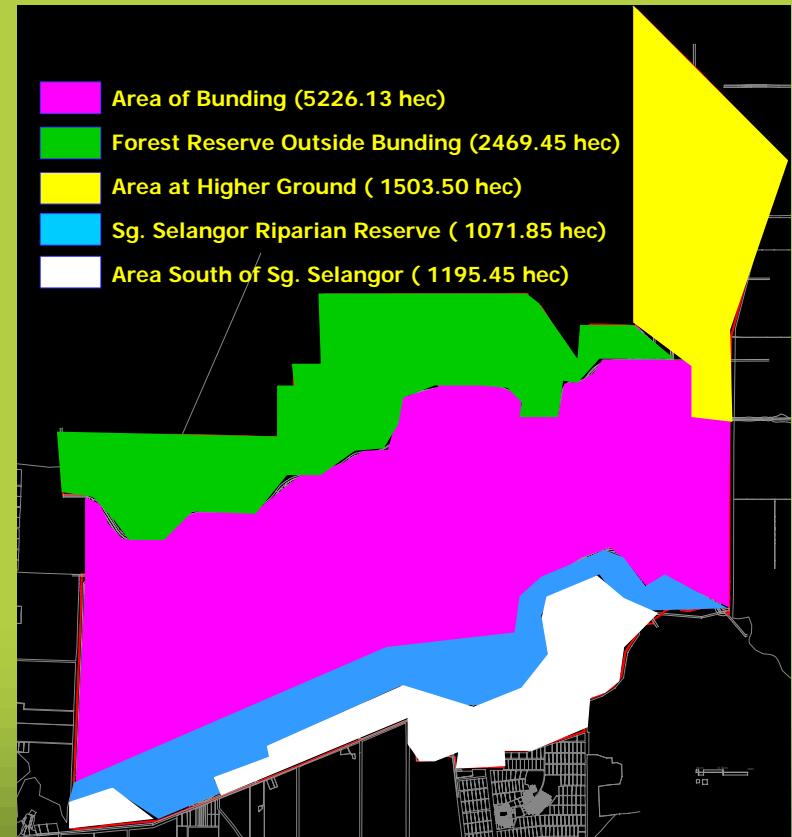 Area of Bunding (5226.13 hec)
Forest Reserve Outside Bunding (2469.45 hec)
Area at Higher Ground ( 1503.50 hec)
Sg. Selangor Riparian Reserve ( 1071.85 hec)
Area South of Sg. Selangor ( 1195.45 hec)